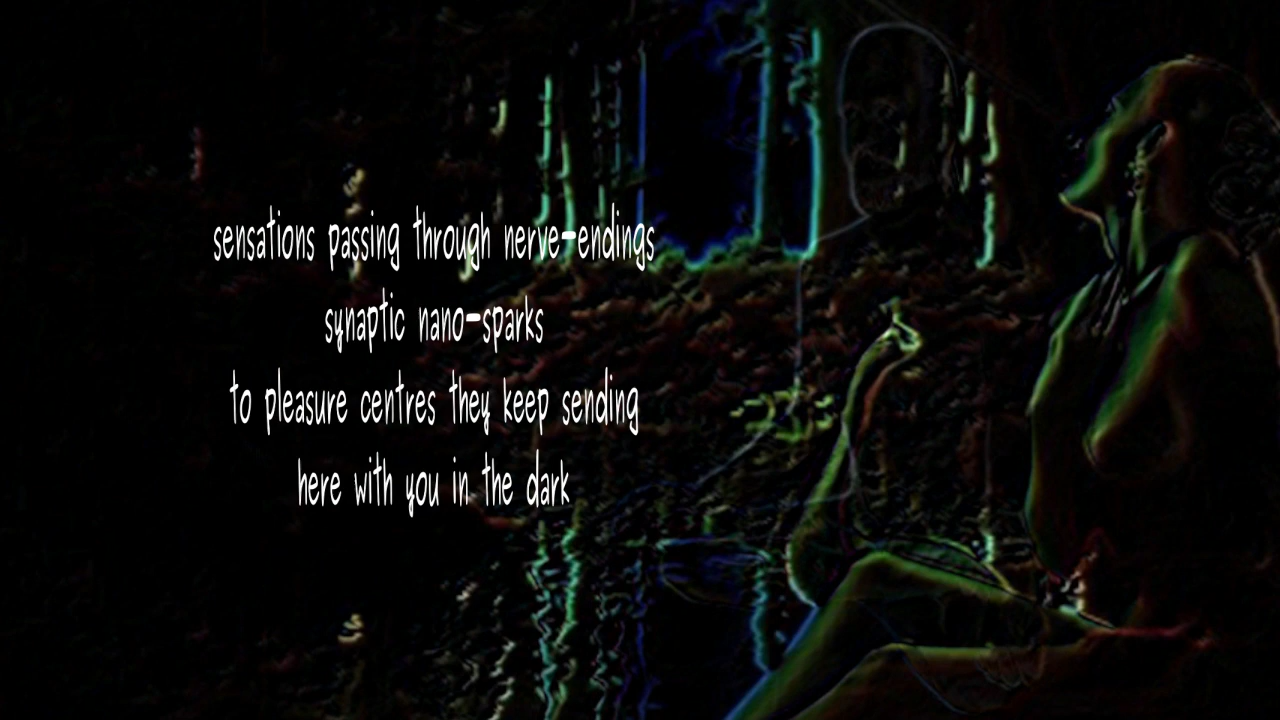 sensations passing through nerve-endings
synaptic nano-sparks
to pleasure centres they keep sending
here with you in the dark